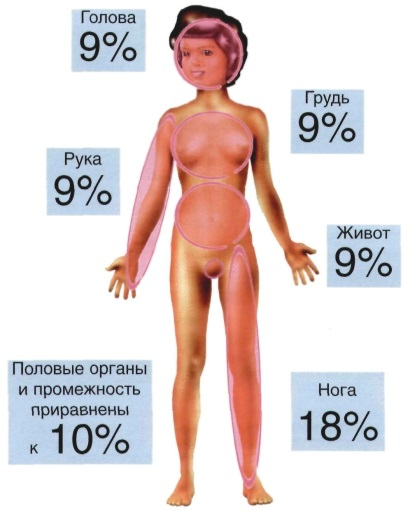 Голова
9%
Грудь
9%
Рука
9%
Живот
9%
Половые органы
и промежность
приравнены
к 10%
Нога
18%